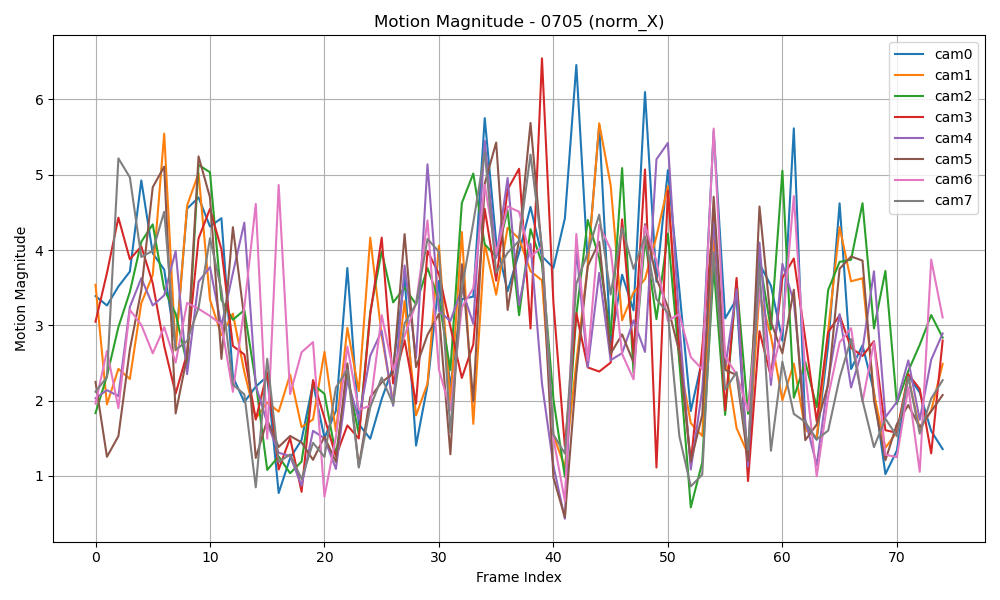 Motion Magnitude - 0705 (norm_X)
cam0
cam1
cam2
cam3
cam4
cam5
cam6
cam7
Motion Magnitude
6
5
4
3
2
1
0 10 20 30 40 50 60 70
Frame Index